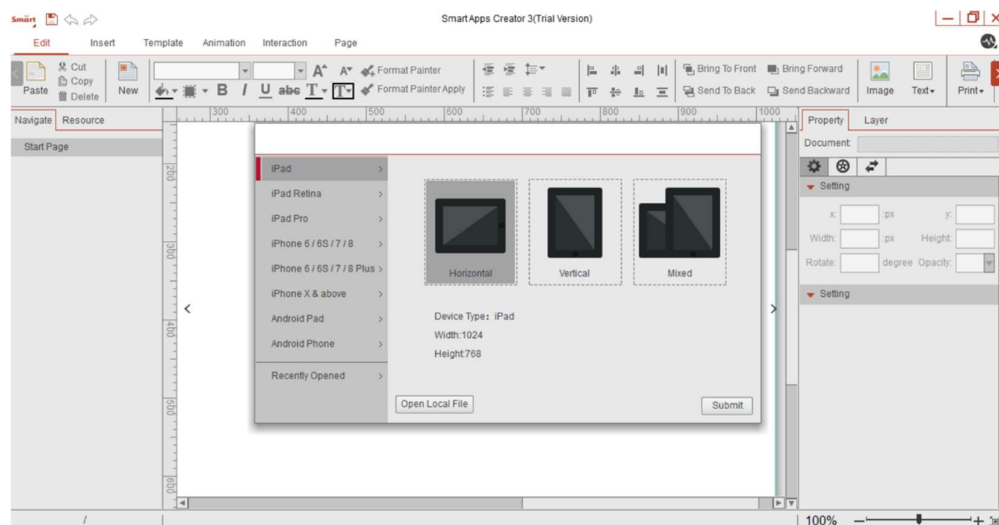 Smart
Smart Apps Creator 3(Trial Version)
Edit Insert Template Animation Interaction Page
Paste
Cut
Copy
Delete
New
B I U abc T T
A A
Format Painter
Format Painter Apply
Bring To Front
Send To Back
Bring Forward
Send Backward
Image
Text
Print
Navigate Resource
Start Page
300 400 500 600 700 800 900 1000
200
300
400
500
600
iPad >
iPad Retina >
iPad Pro >
iPhone 6 / 6S / 7 / 8 >
iPhone 6 / 6S / 7 / 8 Plus >
iPhone X & above >
Android Pad >
Android Phone >
Recently Opened >
Horizontal
Vertical
Mixed
Device Type: iPad
Width:1024
Height:768
Open Local File
Submit
Property Layer
Document:
Setting
x: :px y:
Width: :px Height:
Rotate: degree Opacity:
Setting
/
100%